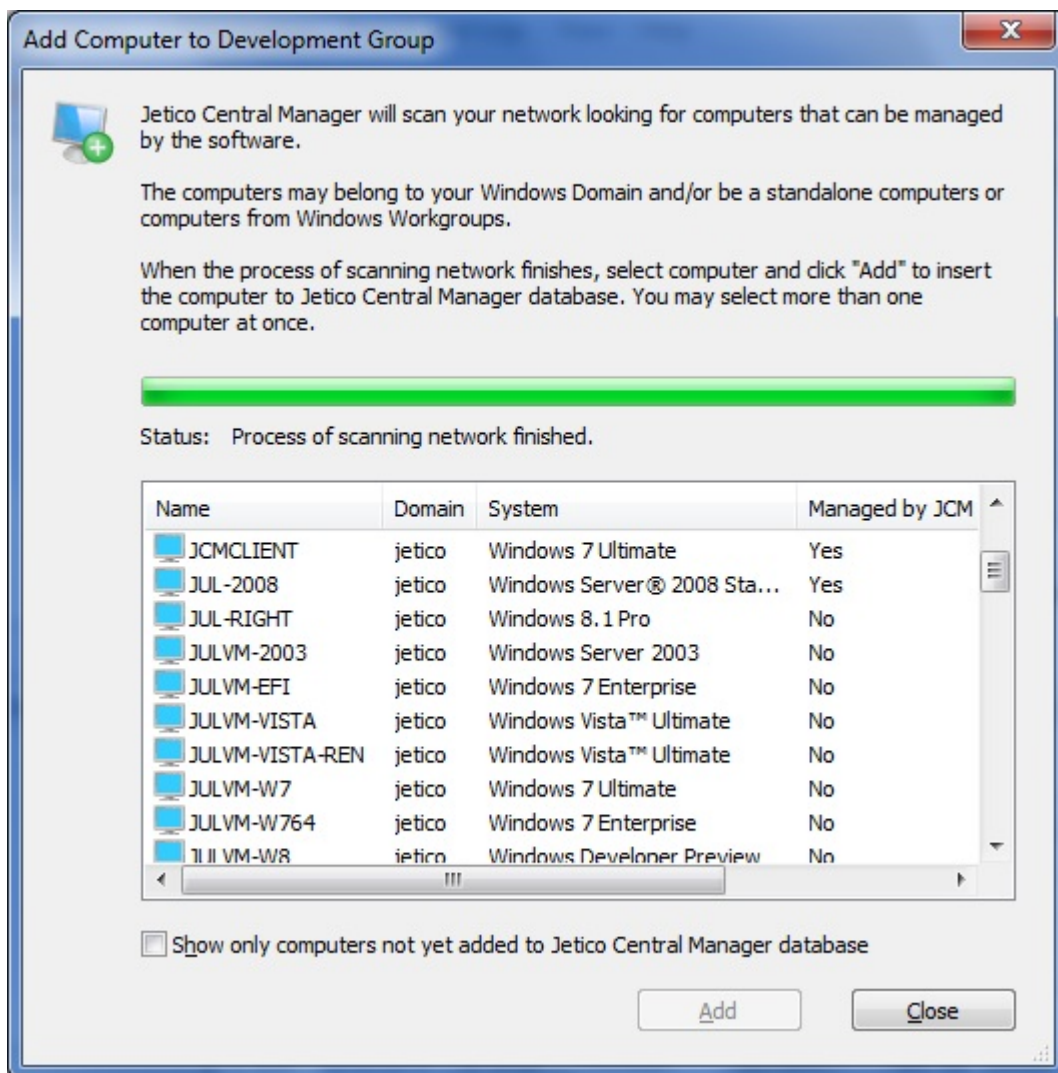 Add Computer to Development Group
Jetico Central Manager will scan your network looking for computers that can be managed
by the software.
The computers may belong to your Windows Domain and/or be a standalone computers or
computers from Windows Workgroups.
When the process of scanning network finishes, select computer and click "Add" to insert
the computer to Jetico Central Manager database. You may select more than one
computer at once.
Status: Process of scanning network finished.
Name Domain System Managed by JCM
JCMCLIENT jetico Windows 7 Ultimate Yes
JUL-2008 jetico Windows Server® 2008 Sta... Yes
JUL-RIGHT jetico Windows 8.1 Pro No
JULVM-2003 jetico Windows Server 2003 No
JULVM-EFI jetico Windows 7 Enterprise No
JULVM-VISTA jetico Windows Vista™ Ultimate No
JULVM-VISTA-REN jetico Windows Vista™ Ultimate No
JULVM-W7 jetico Windows 7 Ultimate No
JULVM-W764 jetico Windows 7 Enterprise No
JULVM-W8 jetico Windows Developer Preview No
Show only computers not yet added to Jetico Central Manager database
Add Close